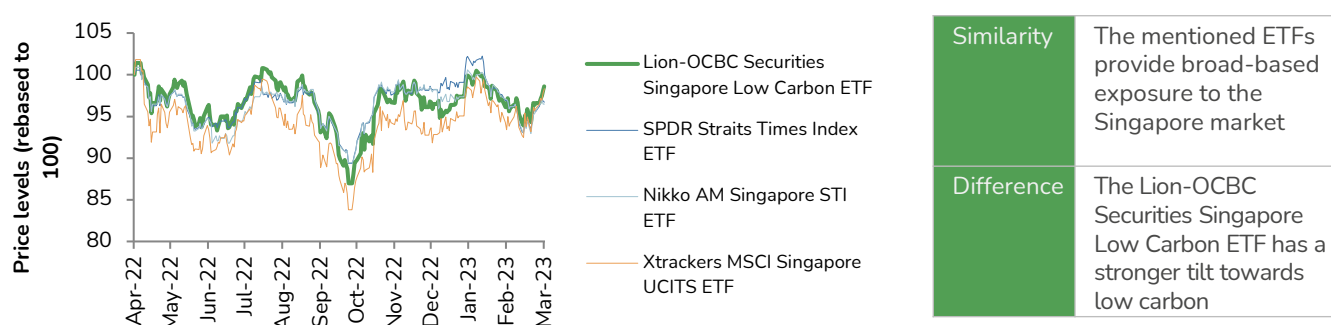 Price levels (rebased to
100)
105
100
95
90
85
80
Apr-22
May-22
Jun-22
Jul-22
Aug-22
Sep-22
Oct-22
Nov-22
Dec-22
Jan-23
Feb-23
Mar-23
Lion-OCBC Securities
Singapore Low Carbon ETF
SPDR Straits Times Index
ETF
Nikko AM Singapore STI
ETF
Xtrackers MSCI Singapore
UCITS ETF
Similarity
The mentioned ETFs
provide broad-based
exposure to the
Singapore market
Difference
The Lion-OCBC
Securities Singapore
Low Carbon ETF has a
stronger tilt towards
low carbon